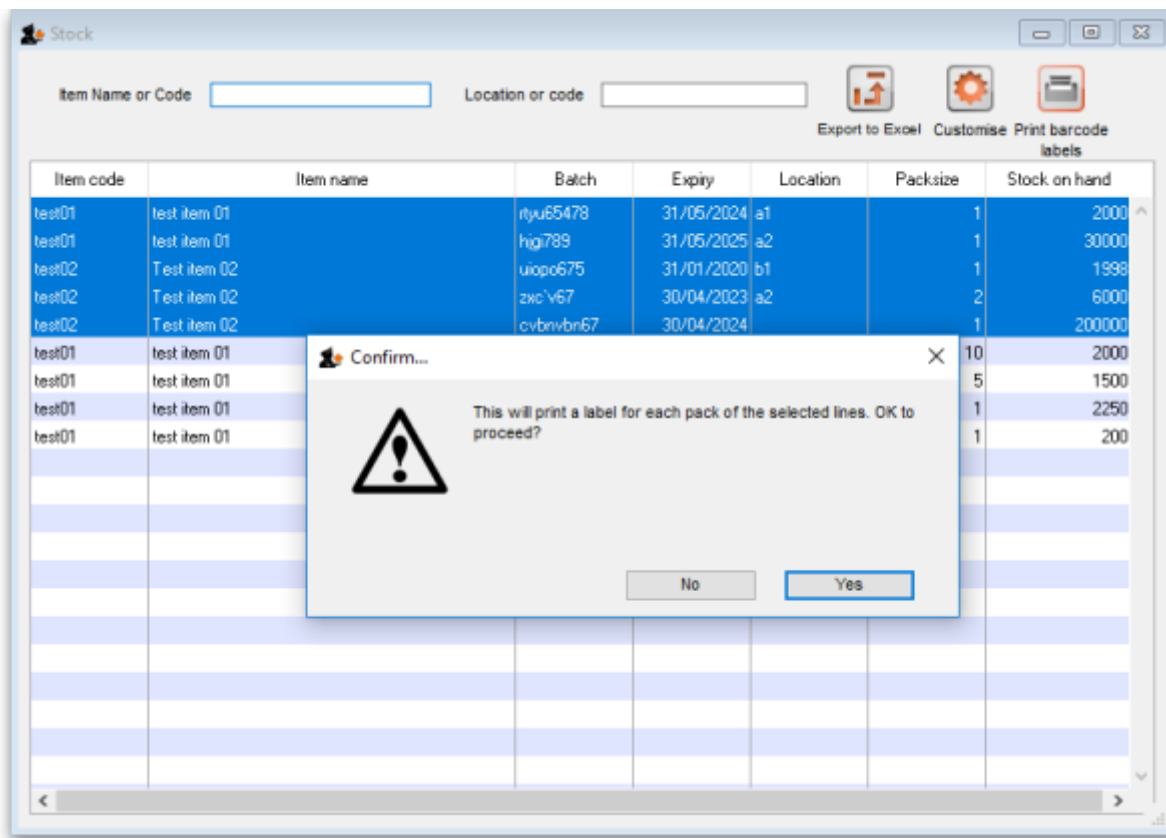 Stock
Item Name or Code Location or code
Export to Excel Customise Print barcode
labels
Item code Item name Batch Expiry Location Packsize Stock on hand
test01 test item 01 rtyu65478 31/05/2024 a1 1 2000
test01 test item 01 hjgi789 31/05/2025 a2 1 30000
test02 Test item 02 uiopo675 31/01/2020 b1 1 1998
test02 Test item 02 zxc`v67 30/04/2023 a2 2 6000
test02 Test item 02 cvbnvbn67 30/04/2024 1 200000
test01 test item 01 10 2000
test01 test item 01 5 1500
test01 test item 01 1 2250
test01 test item 01 1 200
Confirm...
This will print a label for each pack of the selected lines. OK to
proceed?
No Yes